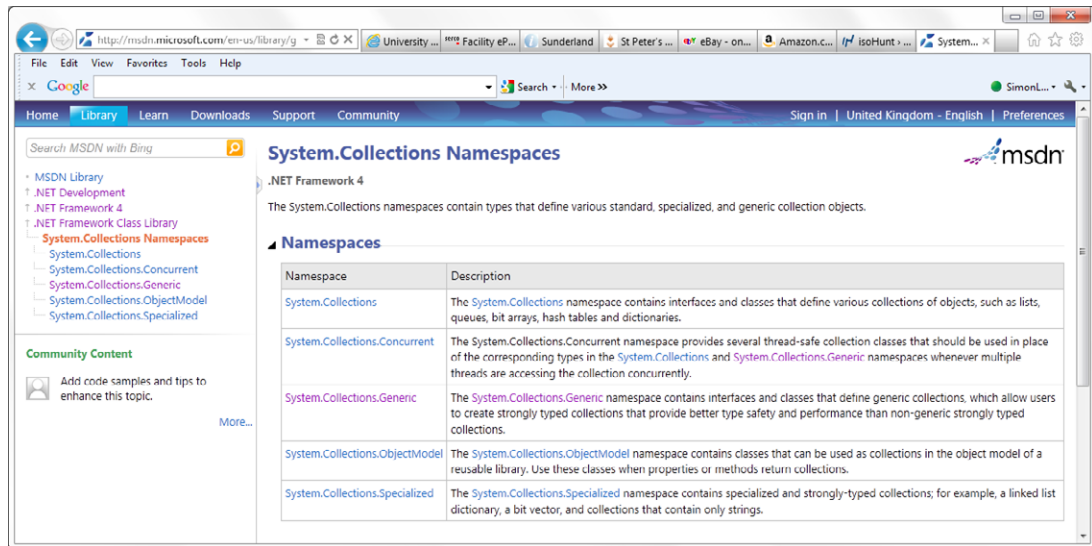 http://msdn.microsoft.com/en-us/library/g
University ...
Facility eP...
Sunderland
St Peter's ...
eBay - on...
Amazon.c...
isoHunt › ...
System... ×
File Edit View Favorites Tools Help
× Google
Search
More >>
SimonL...
Home Library Learn Downloads Support Community
Sign in | United Kingdom - English | Preferences
Search MSDN with Bing
MSDN Library
.NET Development
.NET Framework 4
.NET Framework Class Library
System.Collections Namespaces
System.Collections
System.Collections.Concurrent
System.Collections.Generic
System.Collections.ObjectModel
System.Collections.Specialized
Community Content
Add code samples and tips to
enhance this topic.
More...
System.Collections Namespaces
msdn
.NET Framework 4
The System.Collections namespaces contain types that define various standard, specialized, and generic collection objects.
Namespaces
Namespace Description
System.Collections The System.Collections namespace contains interfaces and classes that define various collections of objects, such as lists,
queues, bit arrays, hash tables and dictionaries.
System.Collections.Concurrent The System.Collections.Concurrent namespace provides several thread-safe collection classes that should be used in place
of the corresponding types in the System.Collections and System.Collections.Generic namespaces whenever multiple
threads are accessing the collection concurrently.
System.Collections.Generic The System.Collections.Generic namespace contains interfaces and classes that define generic collections, which allow users
to create strongly typed collections that provide better type safety and performance than non-generic strongly typed
collections.
System.Collections.ObjectModel The System.Collections.ObjectModel namespace contains classes that can be used as collections in the object model of a
reusable library. Use these classes when properties or methods return collections.
System.Collections.Specialized The System.Collections.Specialized namespace contains specialized and strongly-typed collections; for example, a linked list
dictionary, a bit vector, and collections that contain only strings.